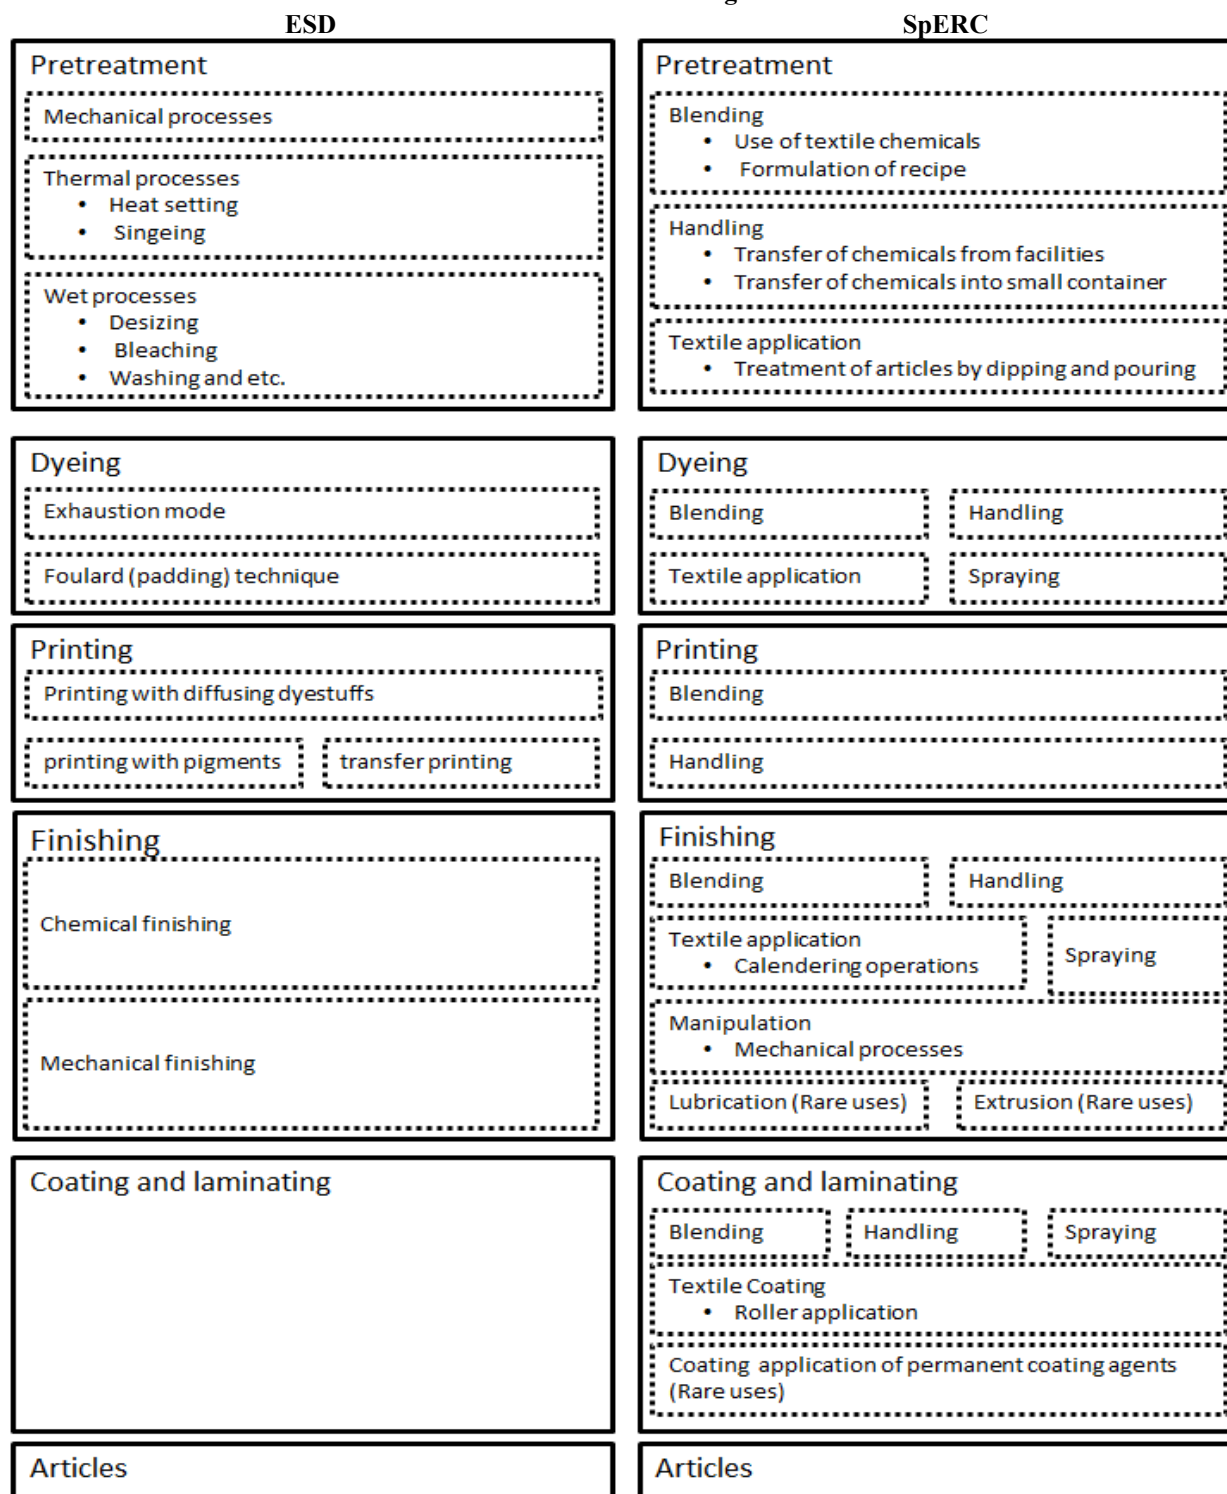 ESD
Pretreatment
Mechanical processes
Thermal processes
• Heat setting
• Singeing
Wet processes
• Desizing
• Bleaching
• Washing and etc.
Dyeing
Exhaustion mode
Foulard (padding) technique
Printing
Printing with diffusing dyestuffs
printing with pigments
transfer printing
Finishing
Chemical finishing
Mechanical finishing
Coating and laminating
Articles
SpERC
Pretreatment
Blending
• Use of textile chemicals
• Formulation of recipe
Handling
• Transfer of chemicals from facilities
• Transfer of chemicals into small container
Textile application
• Treatment of articles by dipping and pouring
Dyeing
Blending
Handling
Textile application
Spraying
Printing
Blending
Handling
Finishing
Blending
Handling
Textile application
• Calendering operations
Spraying
Manipulation
• Mechanical processes
Lubrication (Rare uses)
Extrusion (Rare uses)
Coating and laminating
Blending
Handling
Spraying
Textile Coating
• Roller application
Coating application of permanent coating agents
(Rare uses)
Articles